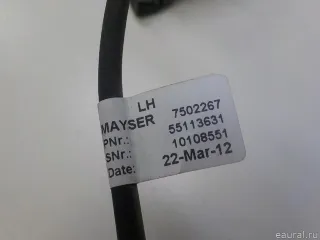 LH 7502267
MAYSER 55113631
PNr.: 10108551
SNr.: 22-Mar-12
Date:
© eaural.ru